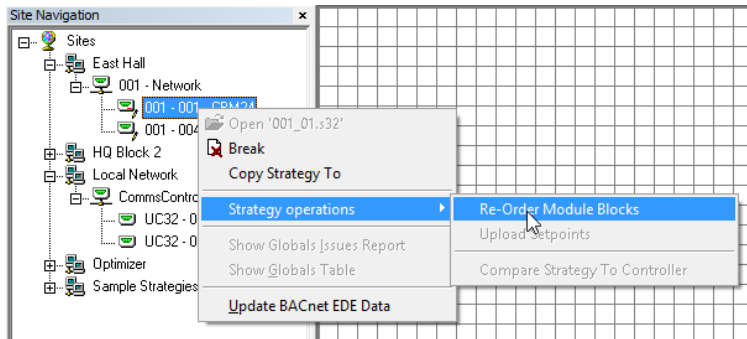 Site Navigation x
Sites
East Hall
001 - Network
001 - 001 - CBM24
001 - 004
Open '001_01.s32'
Break
HQ Block 2
Copy Strategy To
Local Network
CommsContro
Strategy operations
Re-Order Module Blocks
UC32 - 0
Upload Setpoints
UC32 - 0
Show Globals Issues Report
Optimizer
Show Globals Table
Compare Strategy To Controller
Sample Strategies
Update BACnet EDE Data